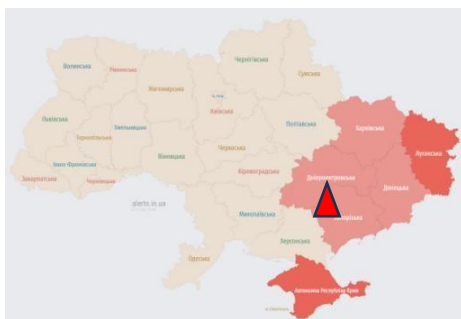 Чернігівська
Волинська
Рівненська
Сумська
Житомирська
Київська
Львівська
Полтавська
Харківська
Тернопільська
Хмельницька
Черкаська
Луганська
Івано-Франківська
Вінницька
Кіровоградська
Дніпропетровська
Закарпатська
Чернівецька
Донецька
alerts.in.ua
Миколаївська
Херсонська
Одеська
Автономна Республіка Крим